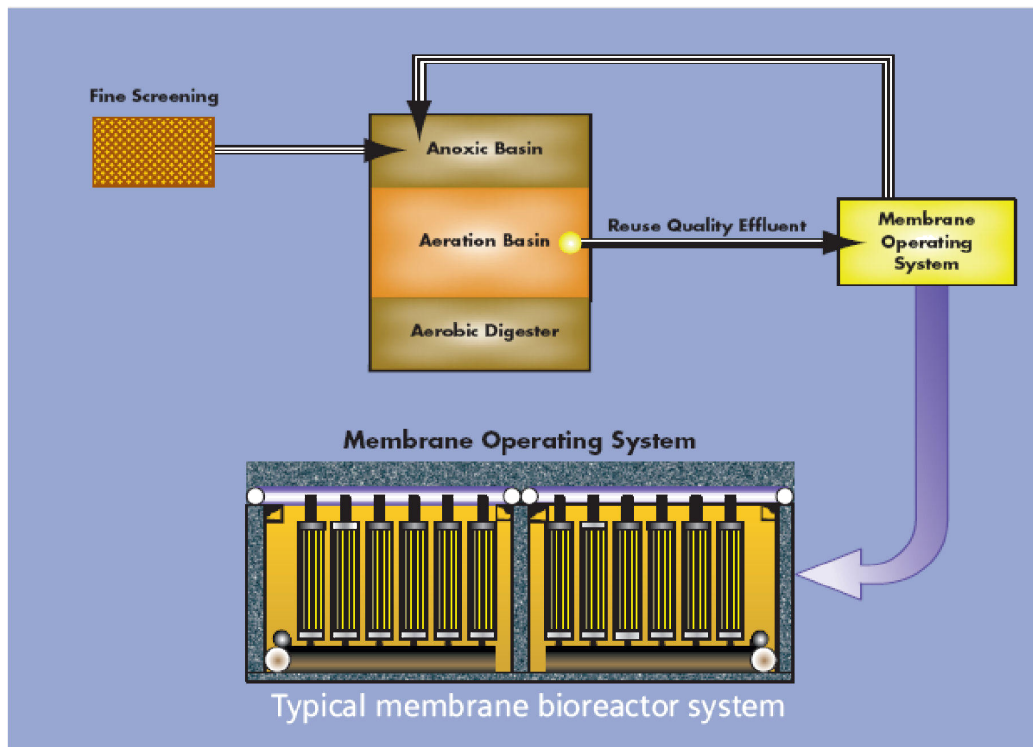 Fine Screening
Anoxic Basin
Aeration Basin
Reuse Quality Effluent
Membrane
Operating
System
Aerobic Digester
Membrane Operating System
Typical membrane bioreactor system